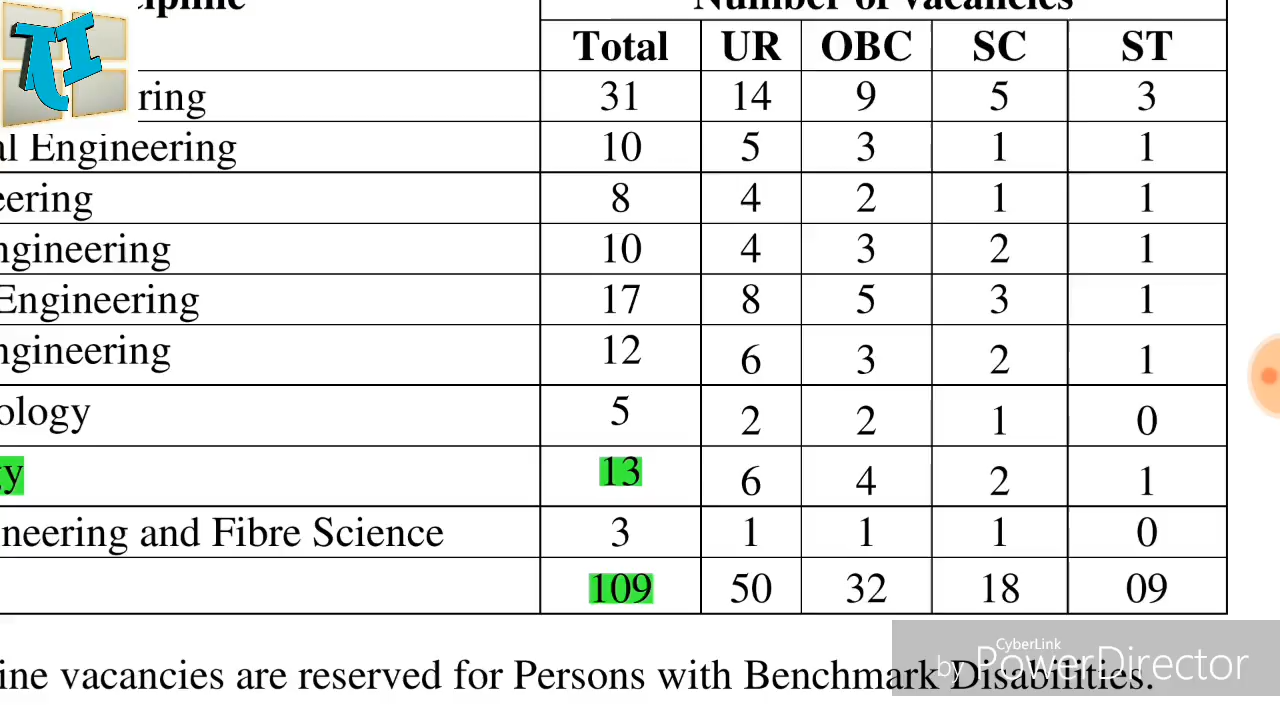 Number of vacancies
Total UR OBC SC ST
ring 31 14 9 5 3
al Engineering 10 5 3 1 1
eering 8 4 2 1 1
ngineering 10 4 3 2 1
Engineering 17 8 5 3 1
ngineering 12 6 3 2 1
ology 5 2 2 1 0
gy 13 6 4 2 1
neering and Fibre Science 3 1 1 1 0
109 50 32 18 09
ine vacancies are reserved for Persons with Benchmark Disabilities.
TI
CyberLink
by PowerDirector